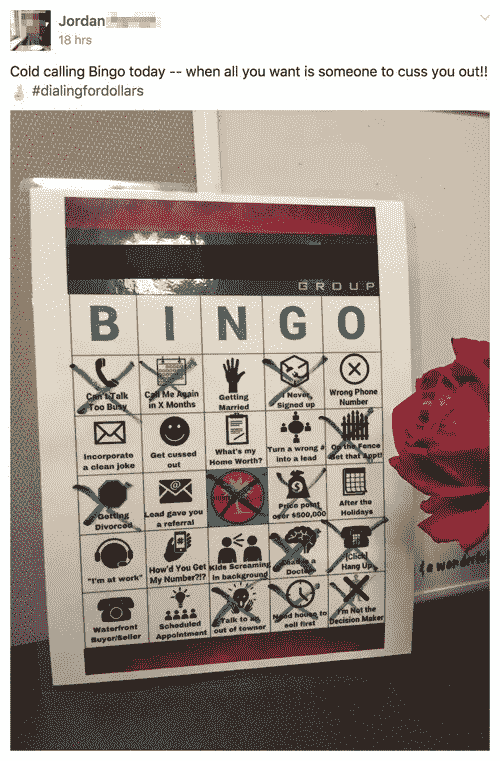 Jordan
18 hrs
Cold calling Bingo today -- when all you want is someone to cuss you out!!
#dialingfordollars
GROUP
B I N G O
Can't Talk
Too Busy
Call Me Again
in X Months
Getting
Married
I Never
Signed up
Wrong Phone
Number
Incorporate
a clean joke
Get cussed
out
What's my
Home Worth?
Turn a wrong #
into a lead
On the Fence
Get that Appt!
Getting
Divorced
Lead gave you
a referral
Price point
over $500,000
After the
Holidays
"I'm at work"
How'd You Get
My Number?!?
Kids Screaming
in background
a
Doctor
[Click]
Hang Up
Waterfront
Buyer/Seller
Scheduled
Appointment
Talk to an
out of towner
Need house to
sell first
I'm Not the
Decision Maker